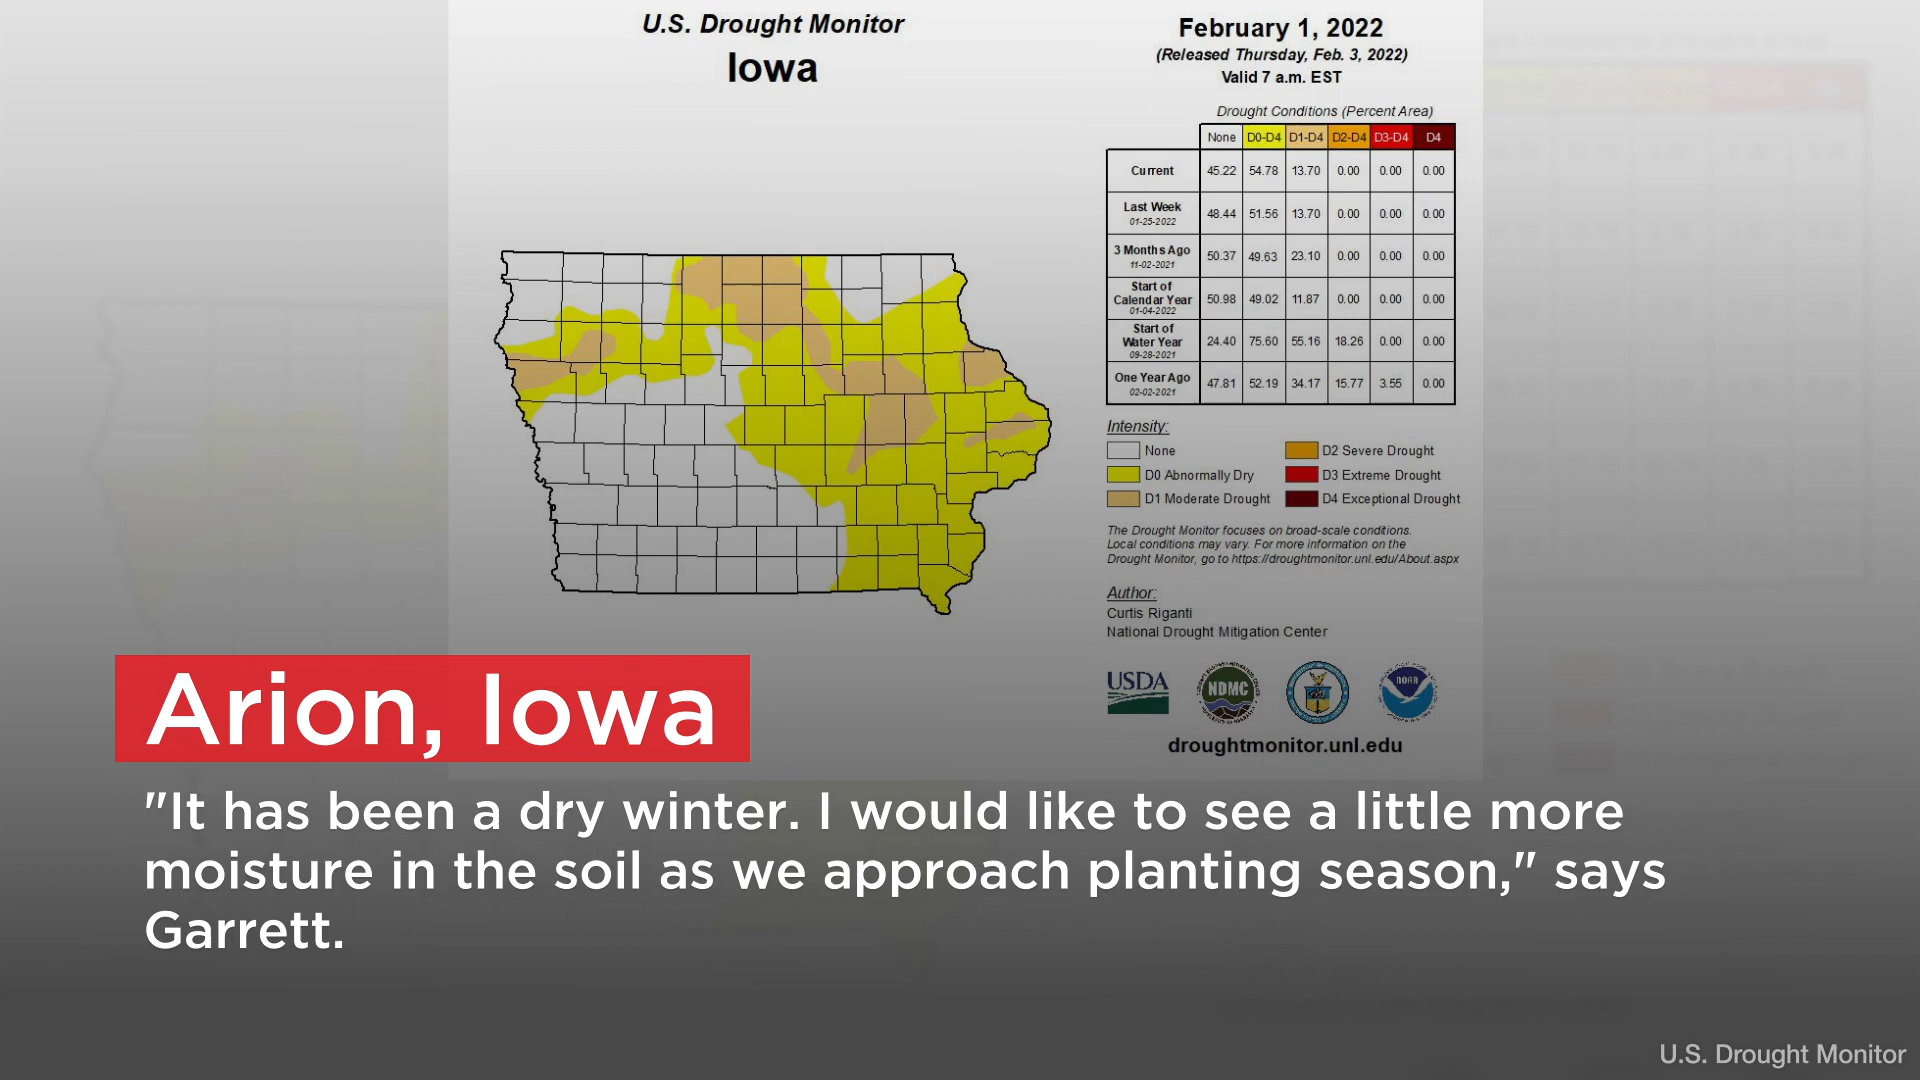 U.S. Drought Monitor
Iowa
February 1, 2022
(Released Thursday, Feb. 3, 2022)
Valid 7 a.m. EST
Drought Conditions (Percent Area)
None D0-D4 D1-D4 D2-D4 D3-D4 D4
Current 45.22 54.78 13.70 0.00 0.00 0.00
Last Week
01-25-2022
48.44 51.56 13.70 0.00 0.00 0.00
3 Months Ago
11-02-2021
50.37 49.63 23.10 0.00 0.00 0.00
Start of
Calendar Year
01-04-2022
50.98 49.02 11.87 0.00 0.00 0.00
Start of
Water Year
09-28-2021
24.40 75.60 55.16 18.26 0.00 0.00
One Year Ago
02-02-2021
47.81 52.19 34.17 15.77 3.55 0.00
Intensity:
None
D0 Abnormally Dry
D1 Moderate Drought
D2 Severe Drought
D3 Extreme Drought
D4 Exceptional Drought
The Drought Monitor focuses on broad-scale conditions.
Local conditions may vary. For more information on the
Drought Monitor, go to https://droughtmonitor.unl.edu/About.aspx
Author:
Curtis Riganti
National Drought Mitigation Center
USDA
NDMC
NOAA
droughtmonitor.unl.edu
Arion, Iowa
"It has been a dry winter. I would like to see a little more
moisture in the soil as we approach planting season," says
Garrett.
U.S. Drought Monitor